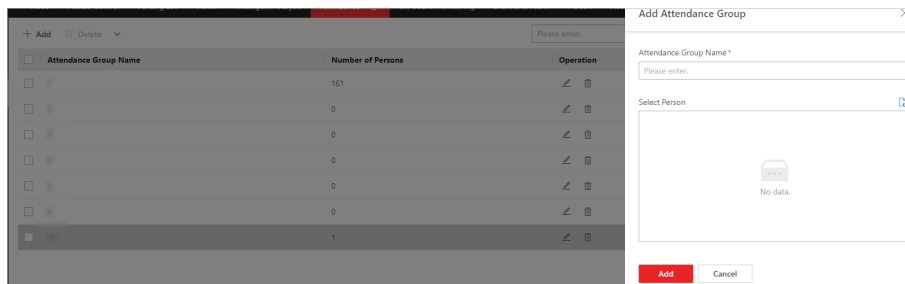 Add Attendance Group
Add Delete
Please enter.
Attendance Group Name Number of Persons Operation
161
0
0
0
0
0
1
Attendance Group Name*
Please enter.
Select Person
No data.
Add Cancel